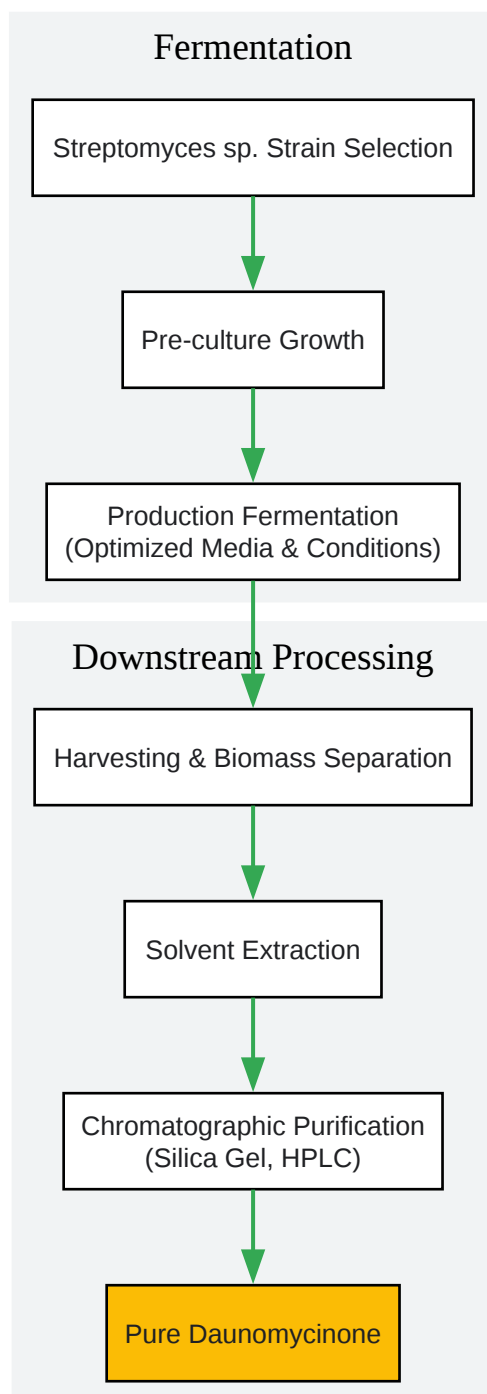 Fermentation
Streptomyces sp. Strain Selection
Pre-culture Growth
Production Fermentation
(Optimized Media & Conditions)
Downstream Processing
Harvesting & Biomass Separation
Solvent Extraction
Chromatographic Purification
(Silica Gel, HPLC)
Pure Daunomycinone